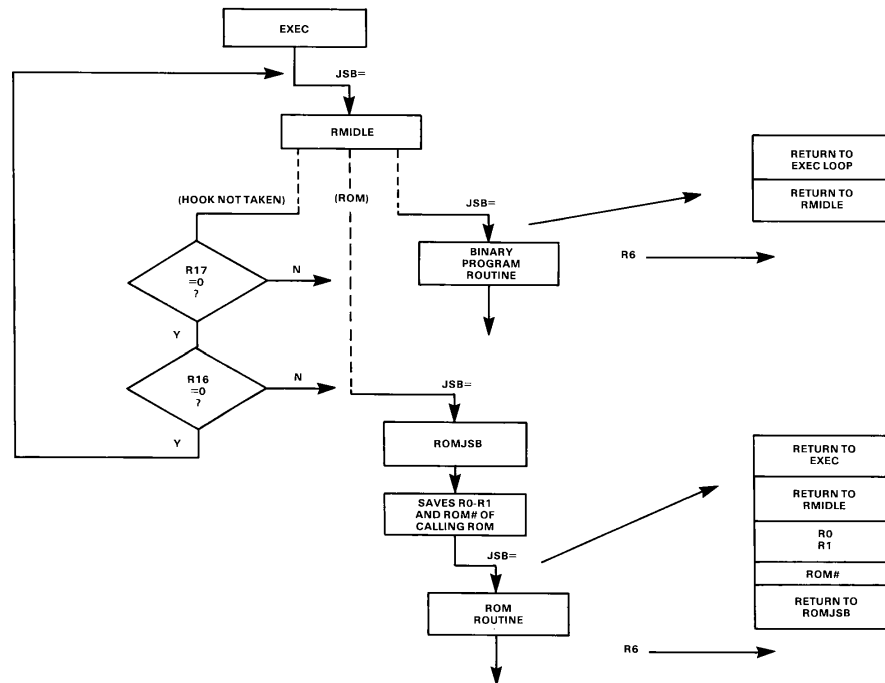 EXEC
JSB=
RMIDLE
(HOOK NOT TAKEN)
(ROM)
JSB=
RETURN TO
EXEC LOOP
RETURN TO
RMIDLE
R17
=0
?
N
BINARY
PROGRAM
ROUTINE
R6
Y
R16
=0
?
N
Y
JSB=
ROMJSB
SAVES R0-R1
AND ROM# OF
CALLING ROM
JSB=
ROM
ROUTINE
RETURN TO
EXEC
RETURN TO
RMIDLE
R0
R1
ROM#
RETURN TO
ROMJSB
R6